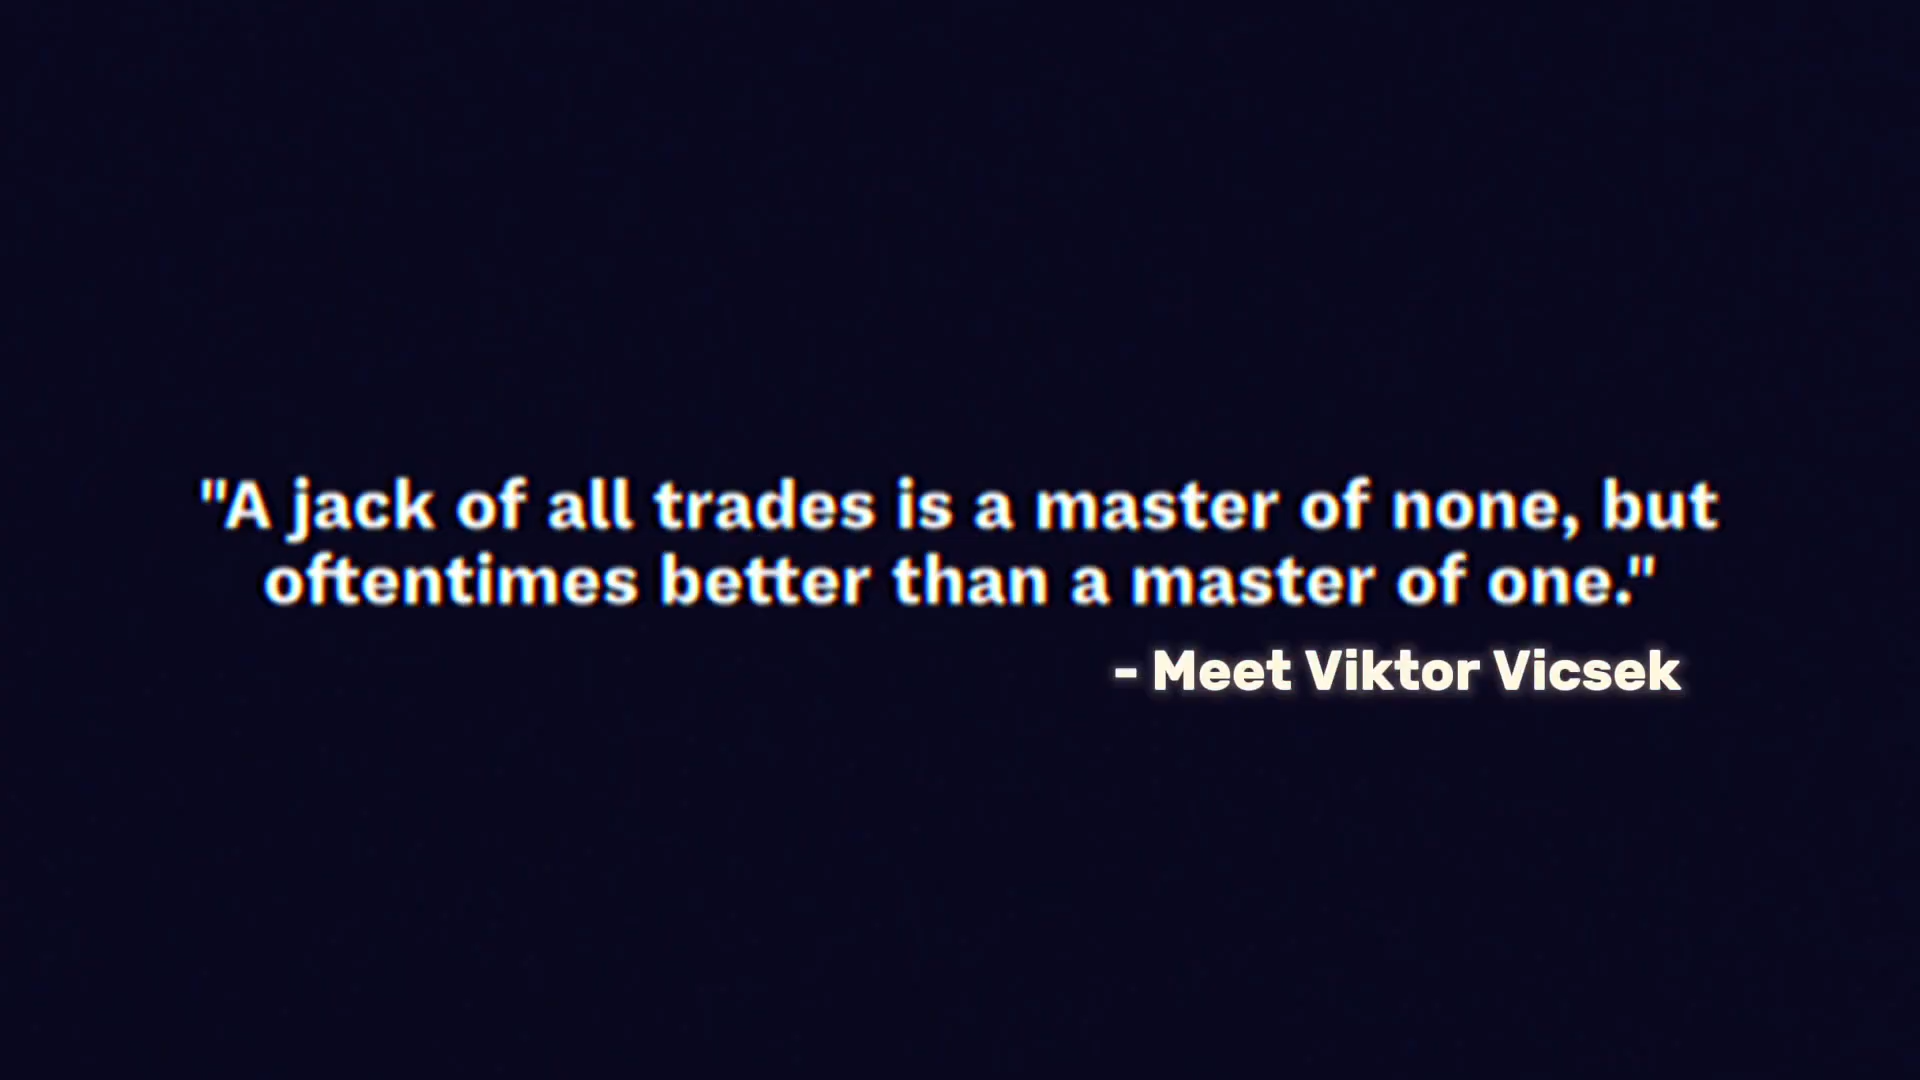 "A jack of all trades is a master of none, but
oftentimes better than a master of one."
- Meet Viktor Vicsek